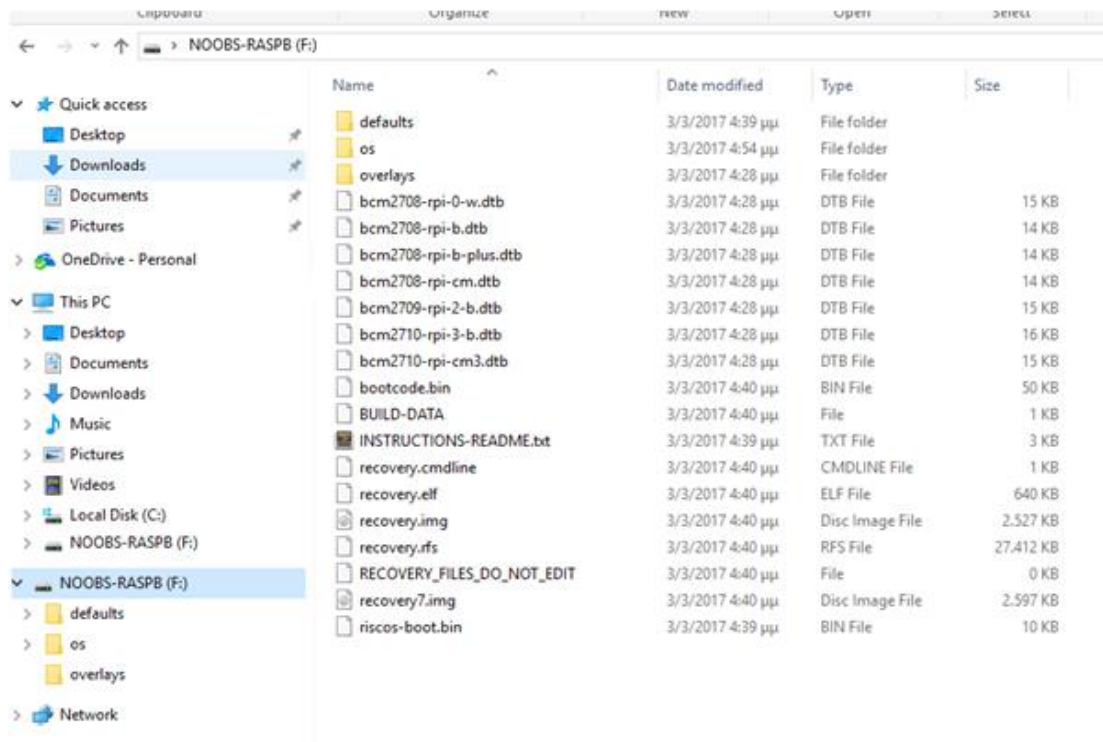 Clipboard Organize New Open Select
NOOBS-RASPB (F:)
Quick access
Desktop
Downloads
Documents
Pictures
OneDrive - Personal
This PC
Desktop
Documents
Downloads
Music
Pictures
Videos
Local Disk (C:)
NOOBS-RASPB (F:)
NOOBS-RASPB (F:)
defaults
os
overlays
Network
Name Date modified Type Size
defaults 3/3/2017 4:39 μμ File folder
os 3/3/2017 4:54 μμ File folder
overlays 3/3/2017 4:28 μμ File folder
bcm2708-rpi-0-w.dtb 3/3/2017 4:28 μμ DTB File 15 KB
bcm2708-rpi-b.dtb 3/3/2017 4:28 μμ DTB File 14 KB
bcm2708-rpi-b-plus.dtb 3/3/2017 4:28 μμ DTB File 14 KB
bcm2708-rpi-cm.dtb 3/3/2017 4:28 μμ DTB File 14 KB
bcm2709-rpi-2-b.dtb 3/3/2017 4:28 μμ DTB File 15 KB
bcm2710-rpi-3-b.dtb 3/3/2017 4:28 μμ DTB File 16 KB
bcm2710-rpi-cm3.dtb 3/3/2017 4:28 μμ DTB File 15 KB
bootcode.bin 3/3/2017 4:40 μμ BIN File 50 KB
BUILD-DATA 3/3/2017 4:40 μμ File 1 KB
INSTRUCTIONS-README.txt 3/3/2017 4:39 μμ TXT File 3 KB
recovery.cmdline 3/3/2017 4:40 μμ CMDLINE File 1 KB
recovery.elf 3/3/2017 4:40 μμ ELF File 640 KB
recovery.img 3/3/2017 4:40 μμ Disc Image File 2.527 KB
recovery.rfs 3/3/2017 4:40 μμ RFS File 27.412 KB
RECOVERY_FILES_DO_NOT_EDIT 3/3/2017 4:40 μμ File 0 KB
recovery7.img 3/3/2017 4:40 μμ Disc Image File 2.597 KB
riscos-boot.bin 3/3/2017 4:39 μμ BIN File 10 KB